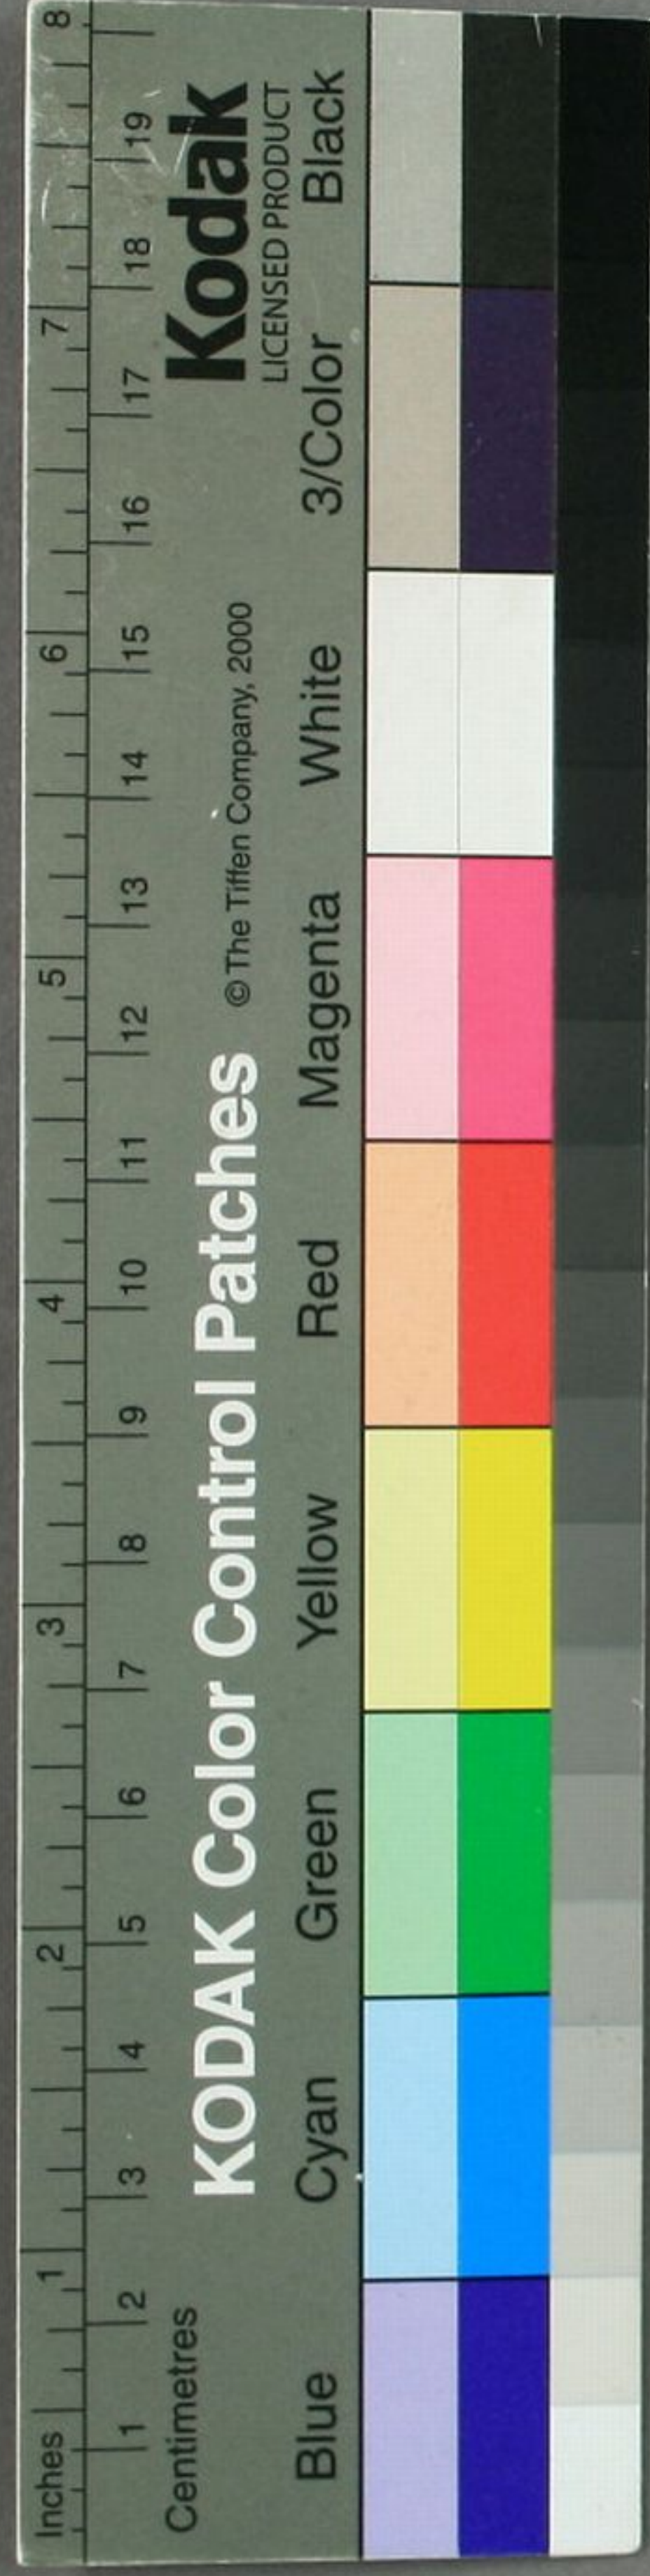 Inches 1 2 3 4 5 6 7 8
1 2 3 4 5 6 7 8 9 10 11 12 13 14 15 16 17 18 19
Centimetres
KODAK Color Control Patches © The Tiffen Company, 2000 Kodak
LICENSED PRODUCT
Blue Cyan Green Yellow Red Magenta White 3/Color Black